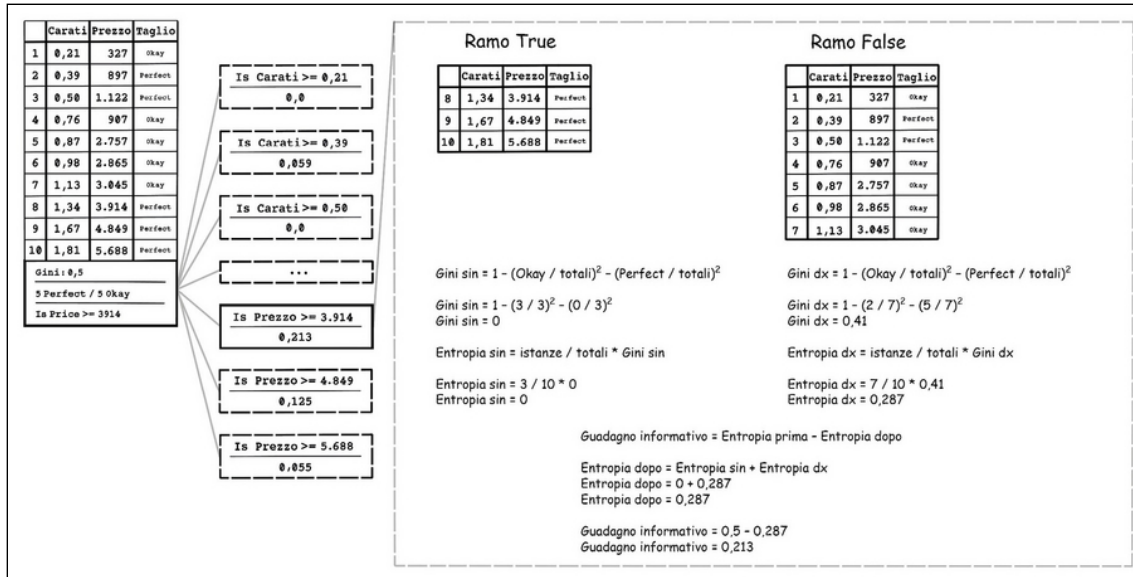 Carati Prezzo Taglio
1 0,21 327 Okay
2 0,39 897 Perfect
3 0,50 1.122 Perfect
4 0,76 907 Okay
5 0,87 2.757 Okay
6 0,98 2.865 Okay
7 1,13 3.045 Okay
8 1,34 3.914 Perfect
9 1,67 4.849 Perfect
10 1,81 5.688 Perfect
Gini: 0,5
5 Perfect / 5 Okay
Is Price >= 3914
Is Carati >= 0,21
0,0
Is Carati >= 0,39
0,059
Is Carati >= 0,50
0,0
...
Is Prezzo >= 3.914
0,213
Is Prezzo >= 4.849
0,125
Is Prezzo >= 5.688
0,055
Ramo True
Carati Prezzo Taglio
8 1,34 3.914 Perfect
9 1,67 4.849 Perfect
10 1,81 5.688 Perfect
Gini sin = 1 - (Okay / totali)² - (Perfect / totali)²
Gini sin = 1 - (3 / 3)² - (0 / 3)²
Gini sin = 0
Entropia sin = istanze / totali * Gini sin
Entropia sin = 3 / 10 * 0
Entropia sin = 0
Ramo False
Carati Prezzo Taglio
1 0,21 327 Okay
2 0,39 897 Perfect
3 0,50 1.122 Perfect
4 0,76 907 Okay
5 0,87 2.757 Okay
6 0,98 2.865 Okay
7 1,13 3.045 Okay
Gini dx = 1 - (Okay / totali)² - (Perfect / totali)²
Gini dx = 1 - (2 / 7)² - (5 / 7)²
Gini dx = 0,41
Entropia dx = istanze / totali * Gini dx
Entropia dx = 7 / 10 * 0,41
Entropia dx = 0,287
Guadagno informativo = Entropia prima - Entropia dopo
Entropia dopo = Entropia sin + Entropia dx
Entropia dopo = 0 + 0,287
Entropia dopo = 0,287
Guadagno informativo = 0,5 - 0,287
Guadagno informativo = 0,213